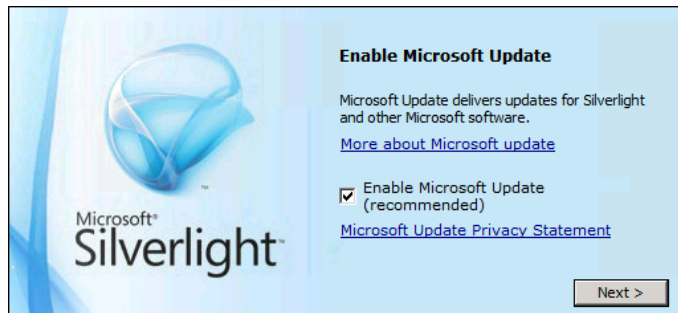 Enable Microsoft Update
Microsoft Update delivers updates for Silverlight
and other Microsoft software.
More about Microsoft update
Enable Microsoft Update
(recommended)
Microsoft Update Privacy Statement
Next >
™
Microsoft®
Silverlight™